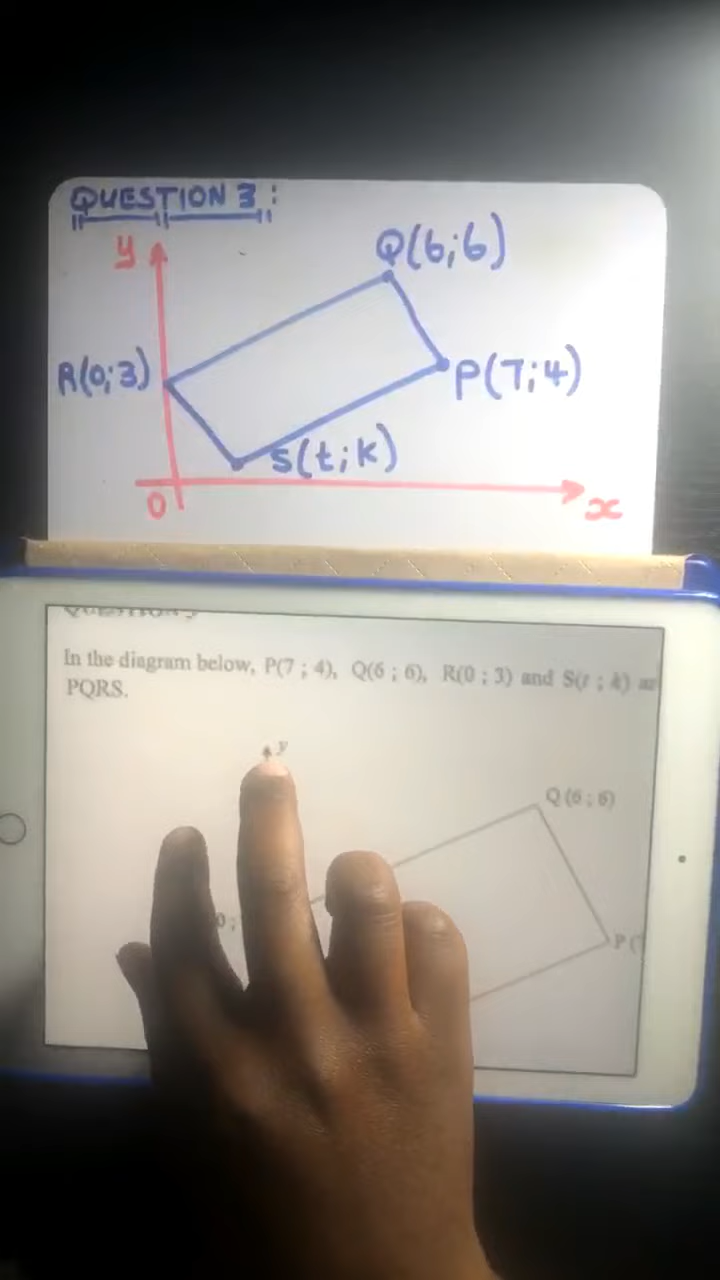 QUESTION 3:
y
Q(6;6)
R(0;3)
P(7;4)
S(t;k)
0
x
In the diagram below, P(7 ; 4), Q(6 ; 6), R(0 ; 3) and S(t ; k) 
PQRS.
y
Q (6 ; 6)
0 ;
P (